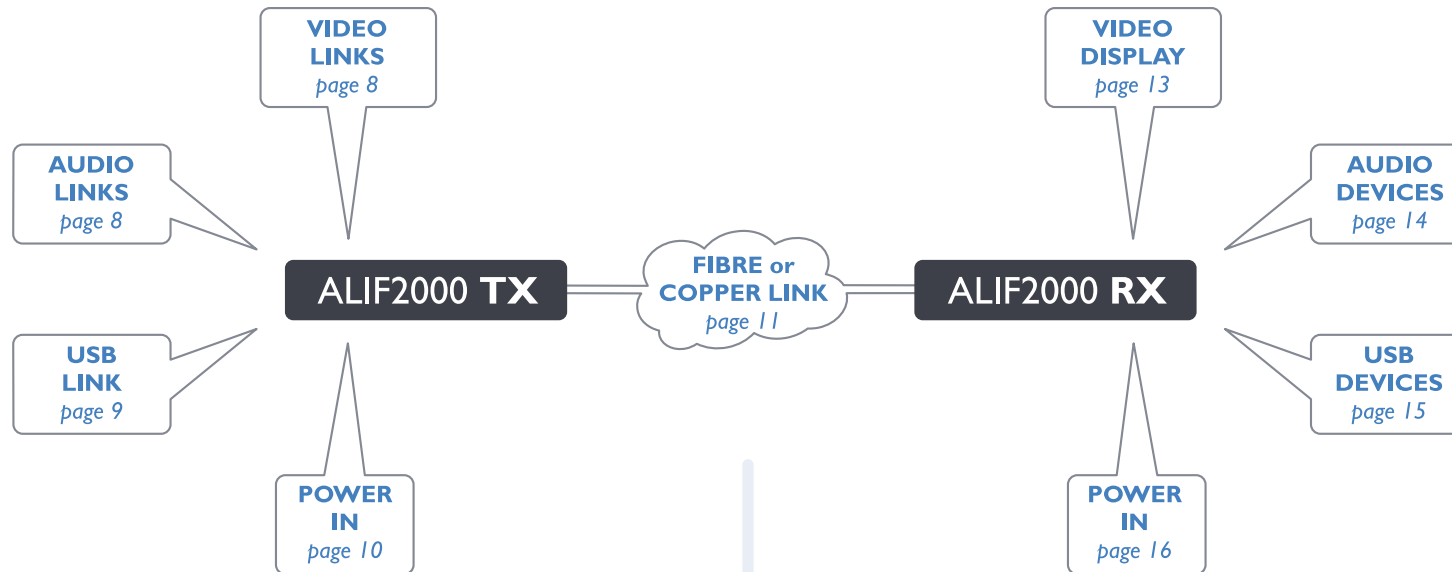 VIDEO
LINKS
page 8
VIDEO
DISPLAY
page 13
AUDIO
LINKS
page 8
AUDIO
DEVICES
page 14
ALIF2000 TX
FIBRE or
COPPER LINK
page 11
ALIF2000 RX
USB
LINK
page 9
USB
DEVICES
page 15
POWER
IN
page 10
POWER
IN
page 16